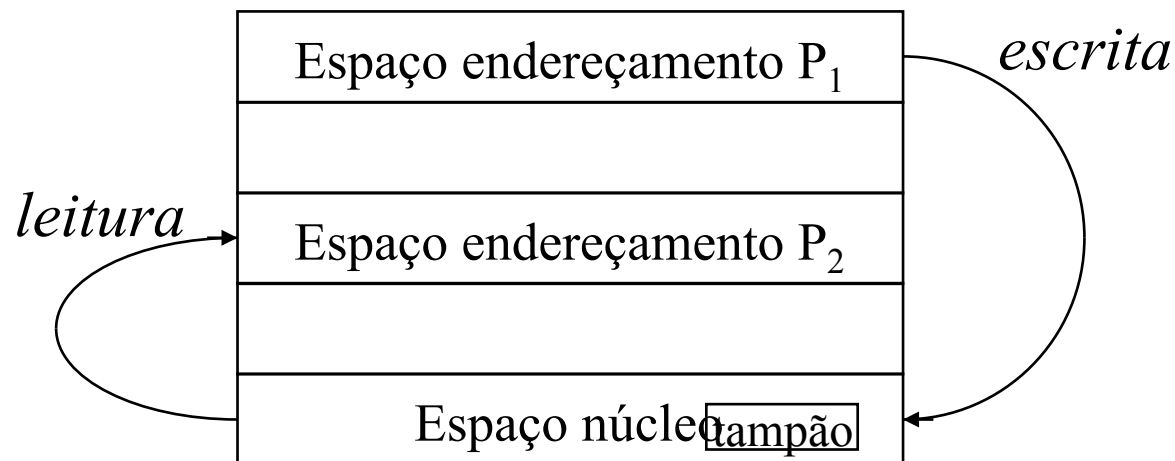 Espaço endereçamento P₁
escrita
leitura
Espaço endereçamento P₂
Espaço núcleo
tampão